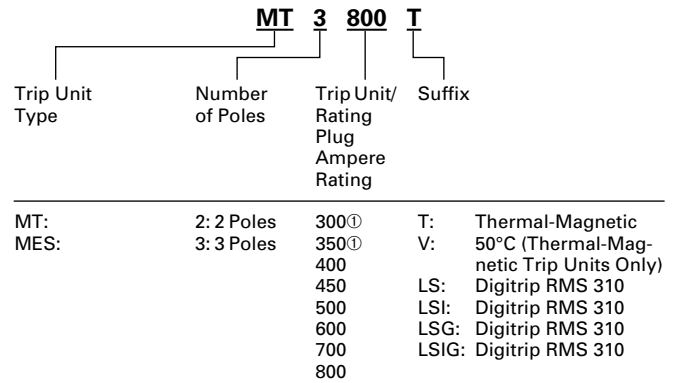 MT 3 800 T
Trip Unit Type
Number of Poles
Trip Unit/ Rating Plug Ampere Rating
Suffix
MT:
MES:
2: 2 Poles
3: 3 Poles
300①
350①
400
450
500
600
700
800
T: Thermal-Magnetic
V: 50°C (Thermal-Mag-
netic Trip Units Only)
LS: Digitrip RMS 310
LSI: Digitrip RMS 310
LSG: Digitrip RMS 310
LSIG: Digitrip RMS 310